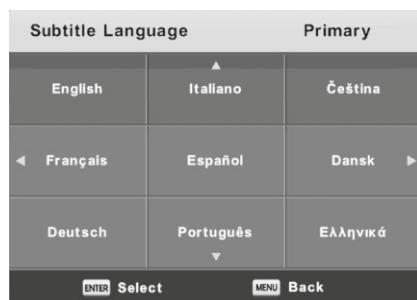 Subtitle Language Primary
English Italiano Čeština
Français Español Dansk
Deutsch Português Ελληνικά
ENTER Select MENU Back